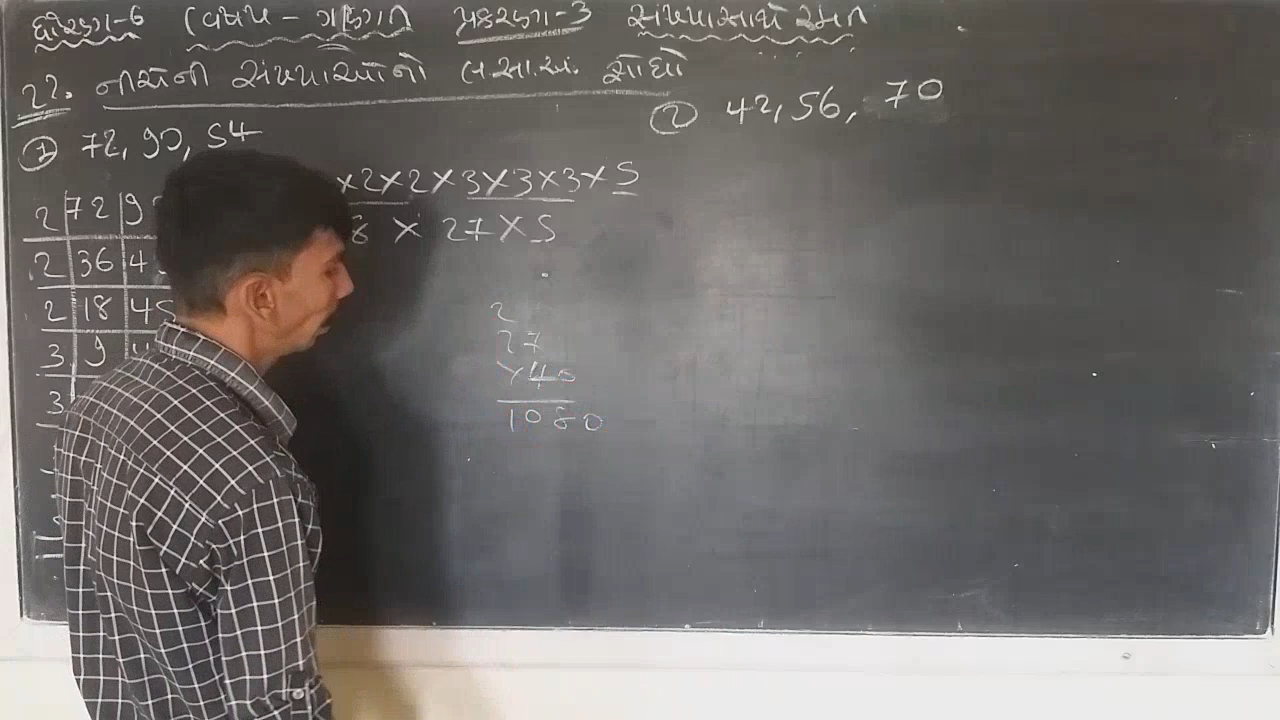 ધોરણ-6 વિષય - ગણિત પ્રકરણ-3 સંખ્યા સાથે રમત
22. નીચેની સંખ્યાઓનો લ.સા.અ. શોધો
① 72, 90, 54
② 42, 56, 70
×2×2×3×3×3×5
8 × 27×5
2 72 9
2 36 4
2 18 45
3 9
3
2
27
×40
1080